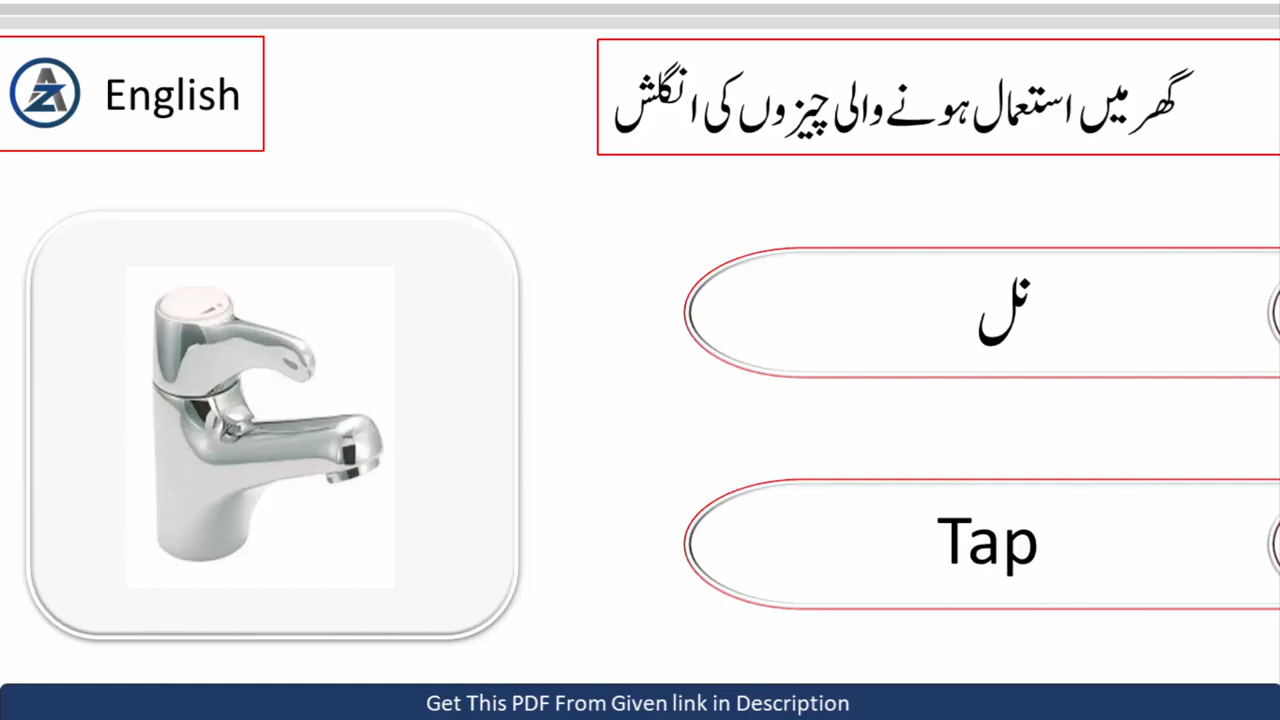 AZ English
گھر میں استعمال ہونے والی چیزوں کی انگلش
نل
Tap
Get This PDF From Given link in Description